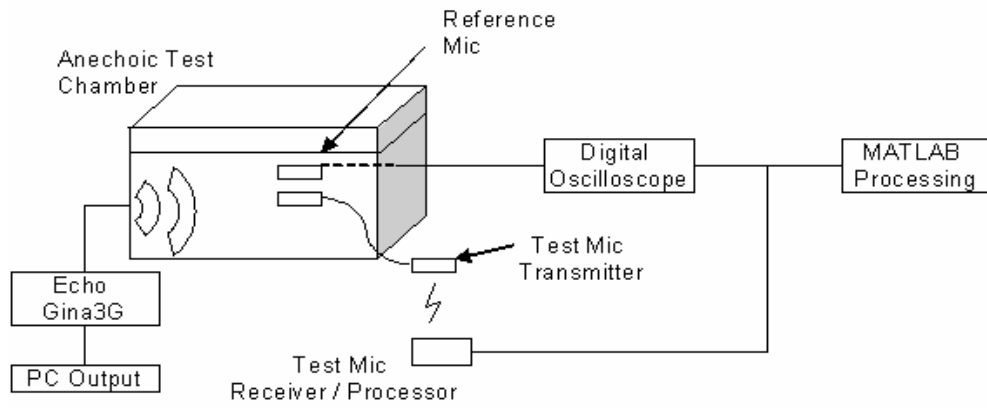 Reference
Mic
Anechoic Test
Chamber
Digital
Oscilloscope
MATLAB
Processing
Test Mic
Transmitter
Echo
Gina3G
PC Output
Test Mic
Receiver / Processor